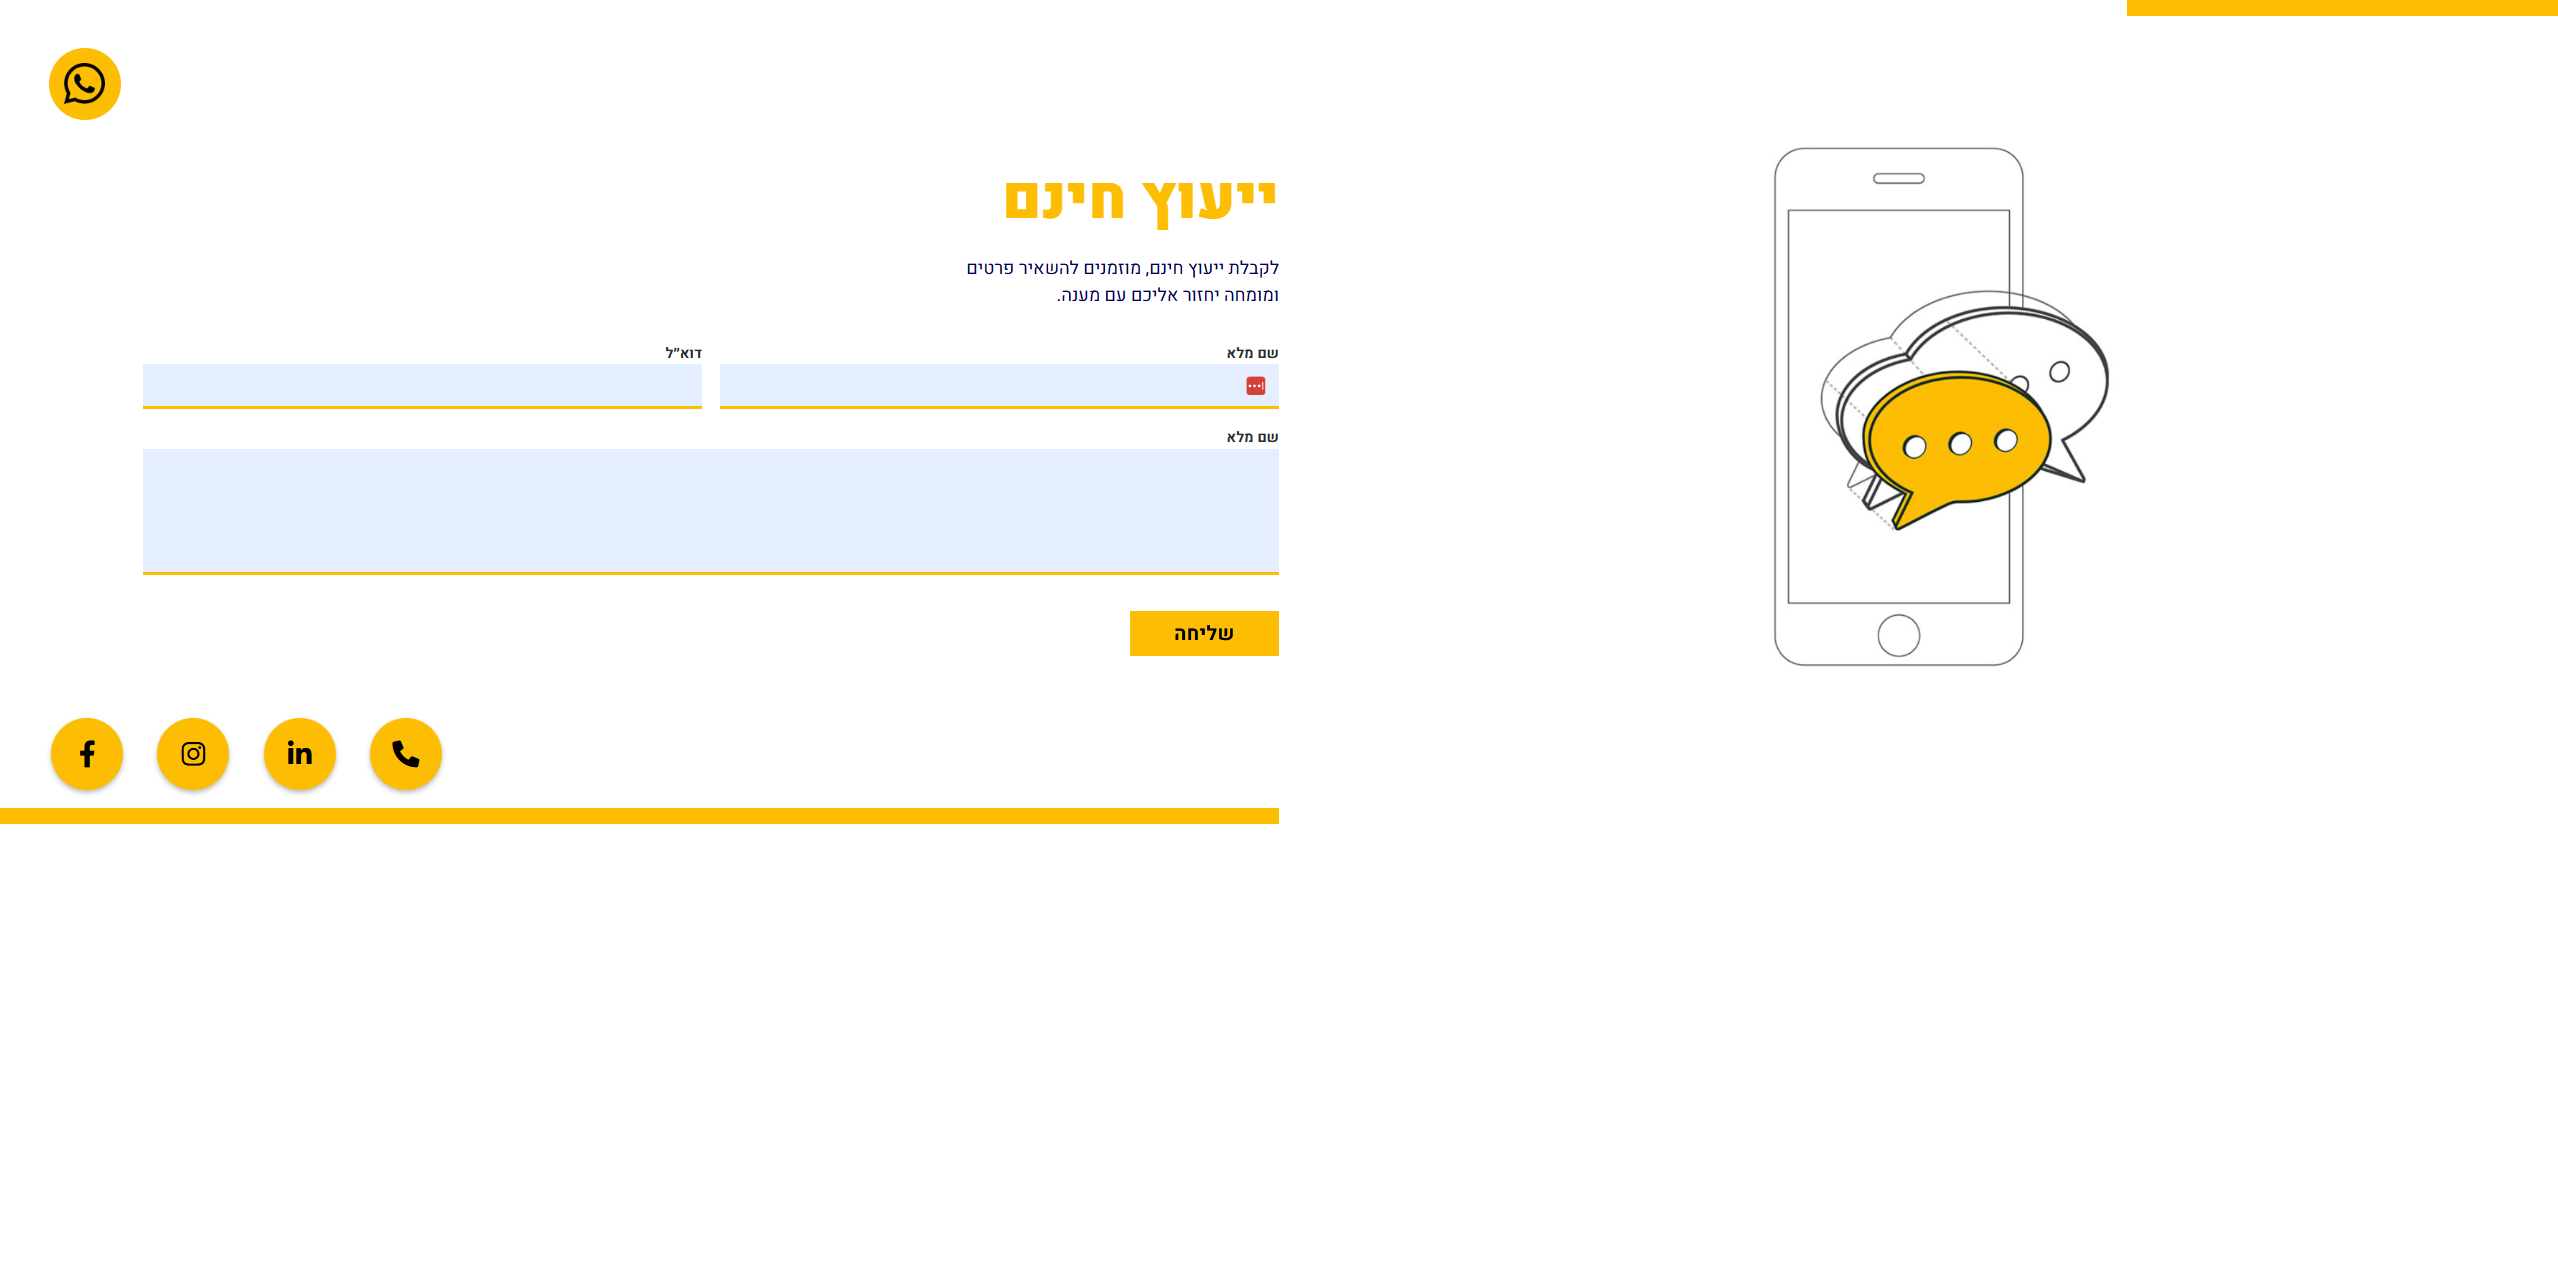 ייעוץ חינם
לקבלת ייעוץ חינם, מוזמנים להשאיר פרטים
ומומחה יחזור אליכם עם מענה.
שם מלא
דוא״ל
שם מלא
שליחה